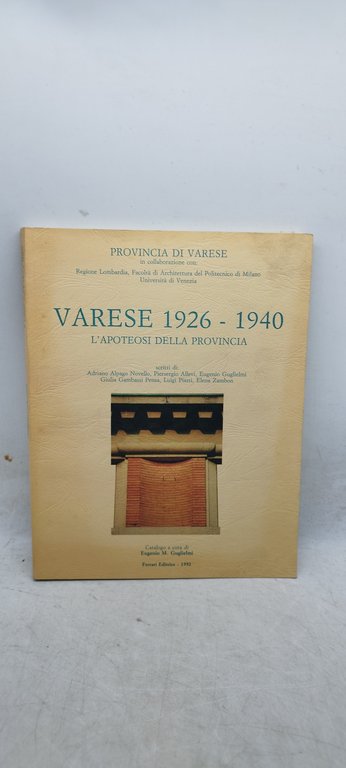 PROVINCIA DI VARESE
in collaborazione con:
Regione Lombardia, Facoltà di Architettura del Politecnico di Milano
Università di Venezia
VARESE 1926 - 1940
L'APOTEOSI DELLA PROVINCIA
scritti di:
Adriano Alpago Novello, Piersergio Allevi, Eugenio Guglielmi
Giulia Gambassi Pensa, Luigi Piatti, Elena Zambon
Catalogo a cura di
Eugenio M. Guglielmi
Ferrari Editrice - 1992